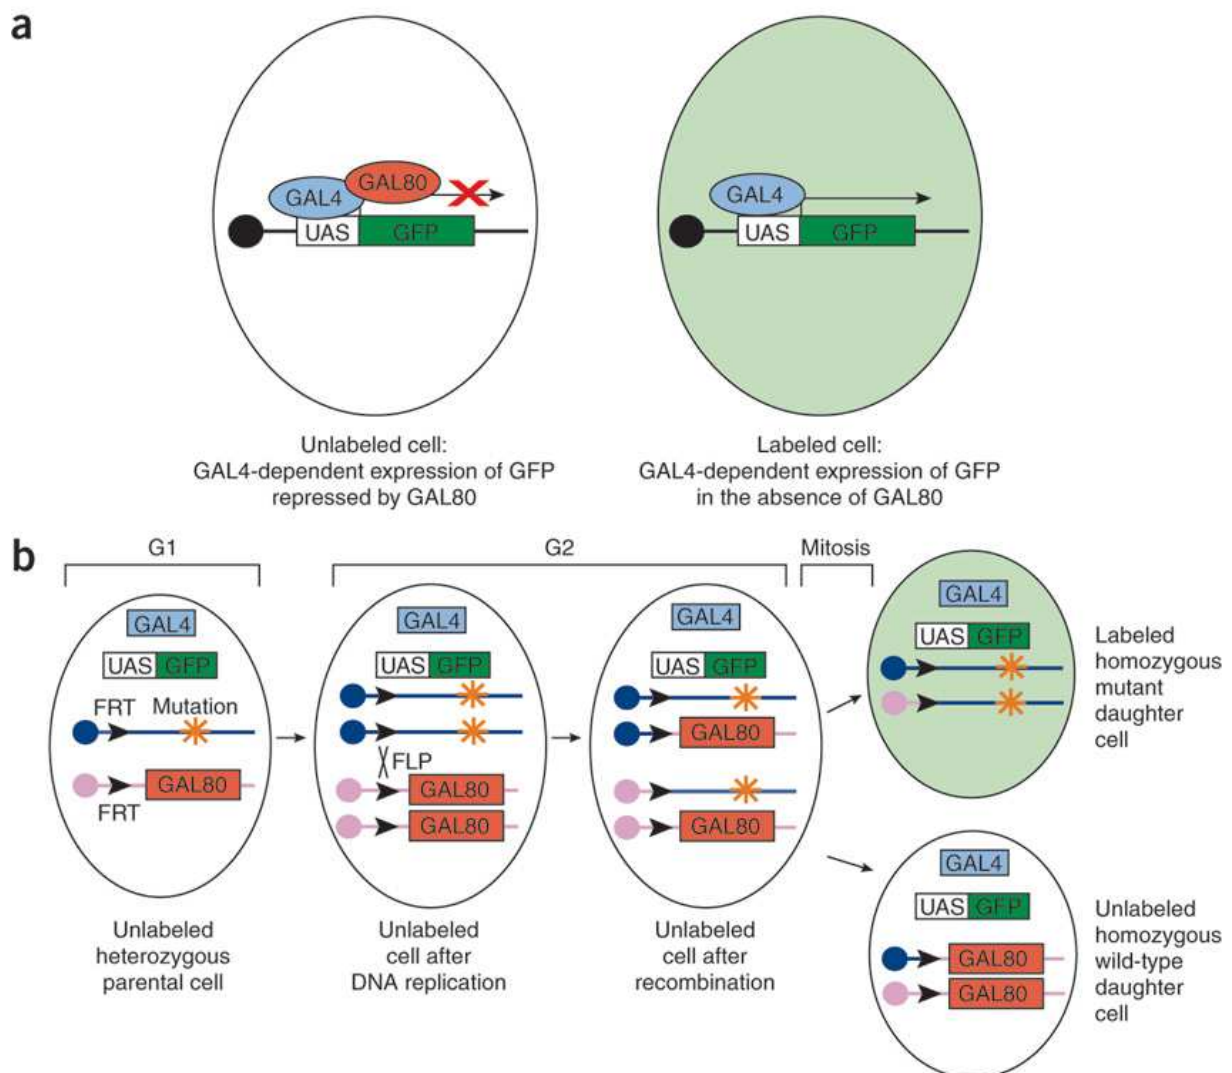 a
GAL4
GAL80
UAS
GFP
GAL4
UAS
GFP
Unlabeled cell:
GAL4-dependent expression of GFP
repressed by GAL80
Labeled cell:
GAL4-dependent expression of GFP
in the absence of GAL80
b
G1
G2
Mitosis
GAL4
UAS GFP
FRT Mutation
GAL80
FRT
Unlabeled
heterozygous
parental cell
GAL4
UAS GFP
FLP
GAL80
GAL80
Unlabeled
cell after
DNA replication
GAL4
UAS GFP
GAL80
GAL80
Unlabeled
cell after
recombination
GAL4
UAS GFP
Labeled
homozygous
mutant
daughter
cell
GAL4
UAS GFP
GAL80
GAL80
Unlabeled
homozygous
wild-type
daughter
cell